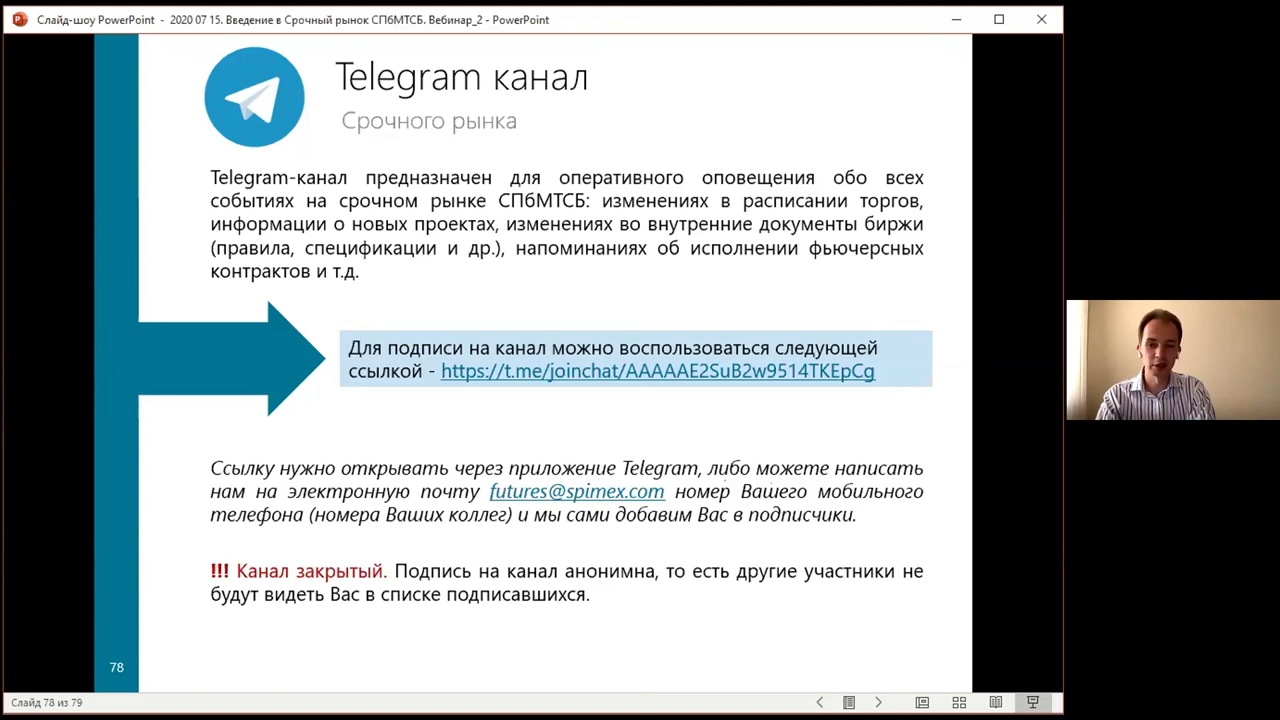 Слайд-шоу PowerPoint - 2020 07 15. Введение в Срочный рынок СПбМТСБ. Вебинар_2 - PowerPoint
Telegram канал
Срочного рынка
Telegram-канал предназначен для оперативного оповещения обо всех
событиях на срочном рынке СПбМТСБ: изменениях в расписании торгов,
информации о новых проектах, изменениях во внутренние документы биржи
(правила, спецификации и др.), напоминаниях об исполнении фьючерсных
контрактов и т.д.
Для подписи на канал можно воспользоваться следующей
ссылкой - https://t.me/joinchat/AAAAAE2SuB2w9514TKEpCg
Ссылку нужно открывать через приложение Telegram, либо можете написать
нам на электронную почту futures@spimex.com номер Вашего мобильного
телефона (номера Ваших коллег) и мы сами добавим Вас в подписчики.
!!! Канал закрытый. Подпись на канал анонимна, то есть другие участники не
будут видеть Вас в списке подписавшихся.
78
Слайд 78 из 79